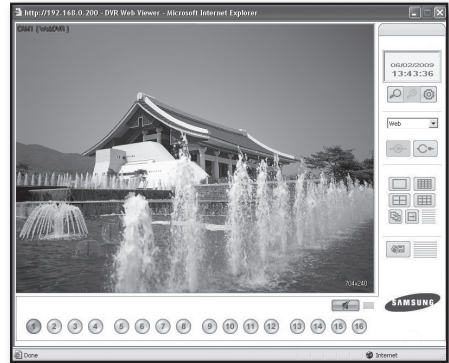 http://192.168.0.200 - DVR Web Viewer - Microsoft Internet Explorer
CAM1 [WebDVR]
06/02/2009
13:43:36
Web
704x240
SAMSUNG
1 2 3 4 5 6 7 8 9 10 11 12 13 14 15 16
Done
Internet